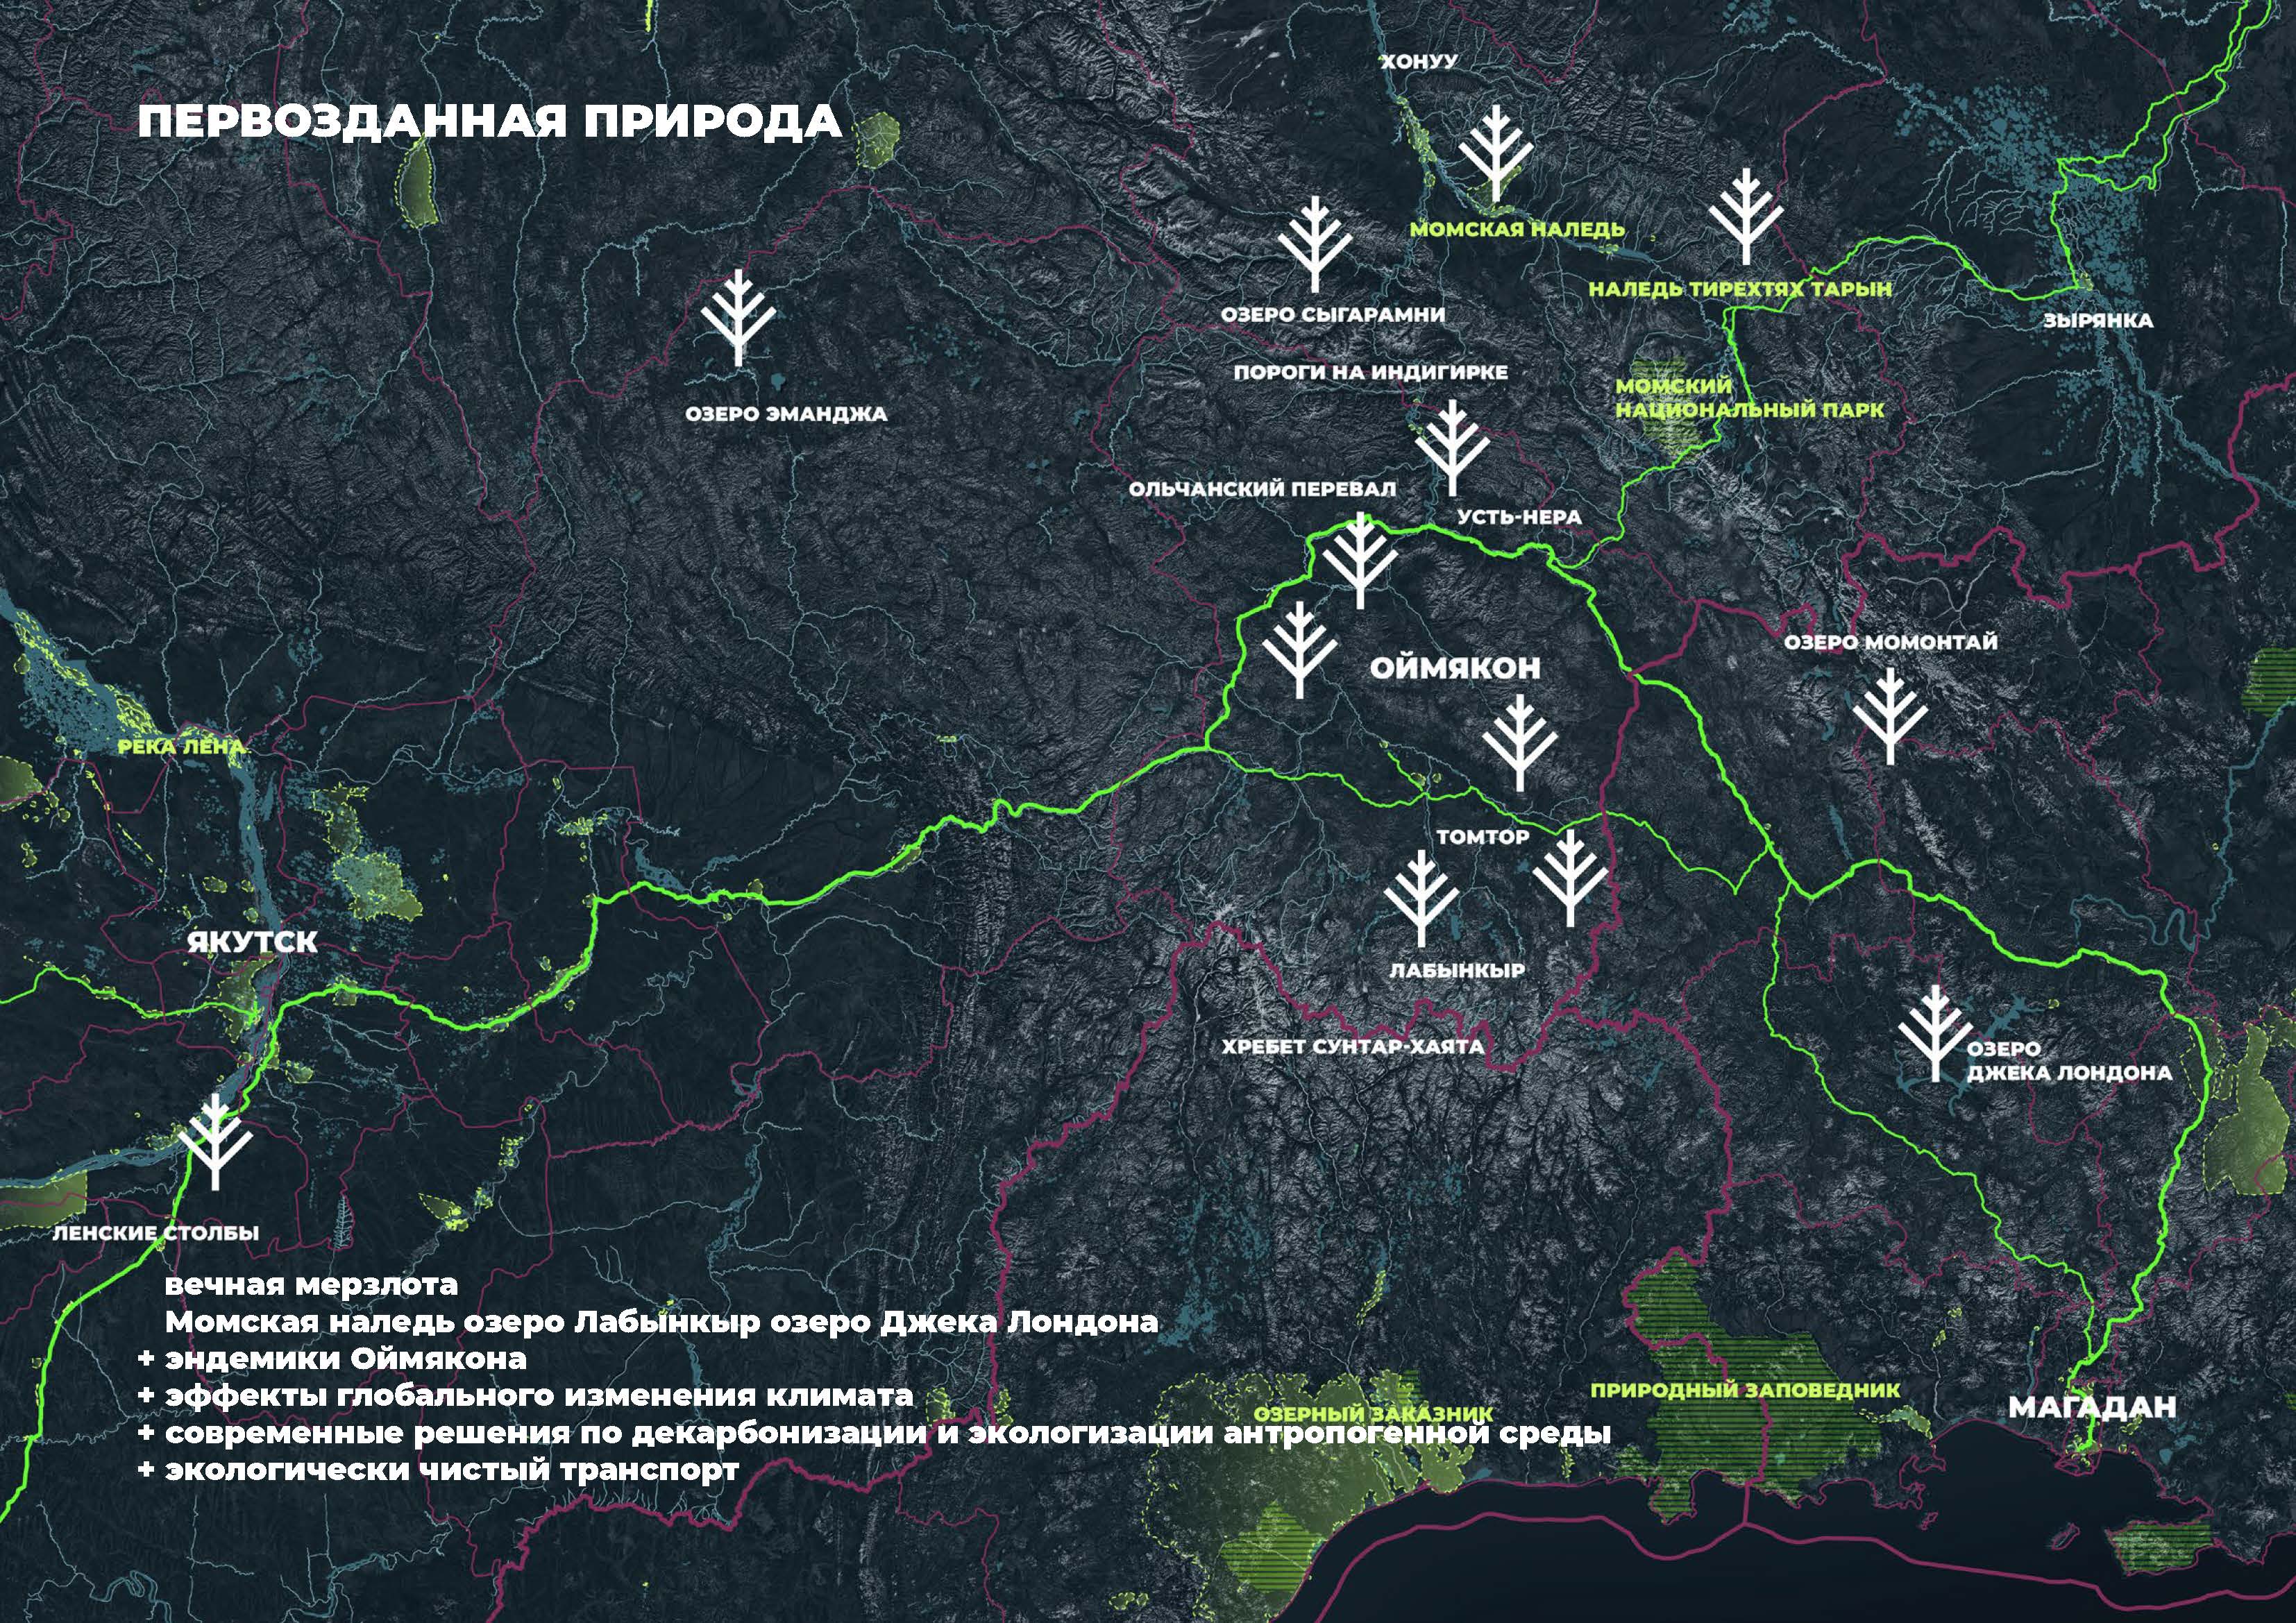 ПЕРВОЗДАННАЯ ПРИРОДА
ХОНУУ
МОМСКАЯ НАЛЕДЬ
НАЛЕДЬ ТИРЕХТЯХ ТАРЫН
ОЗЕРО СЫГАРАМНИ
ЗЫРЯНКА
ПОРОГИ НА ИНДИГИРКЕ
МОМСКИЙ
НАЦИОНАЛЬНЫЙ ПАРК
ОЗЕРО ЭМАНДЖА
ОЛЬЧАНСКИЙ ПЕРЕВАЛ
УСТЬ-НЕРА
ОЗЕРО МОМОНТАЙ
ОЙМЯКОН
РЕКА ЛЕНА
ТОМТОР
ЯКУТСК
ЛАБЫНКЫР
ХРЕБЕТ СУНТАР-ХАЯТА
ОЗЕРО
ДЖЕКА ЛОНДОНА
ЛЕНСКИЕ СТОЛБЫ
вечная мерзлота
Момская наледь озеро Лабынкыр озеро Джека Лондона
+ эндемики Оймякона
+ эффекты глобального изменения климата
+ современные решения по декарбонизации и экологизации антропогенной среды
+ экологически чистый транспорт
ОЗЕРНЫЙ ЗАКАЗНИК
ПРИРОДНЫЙ ЗАПОВЕДНИК
МАГАДАН